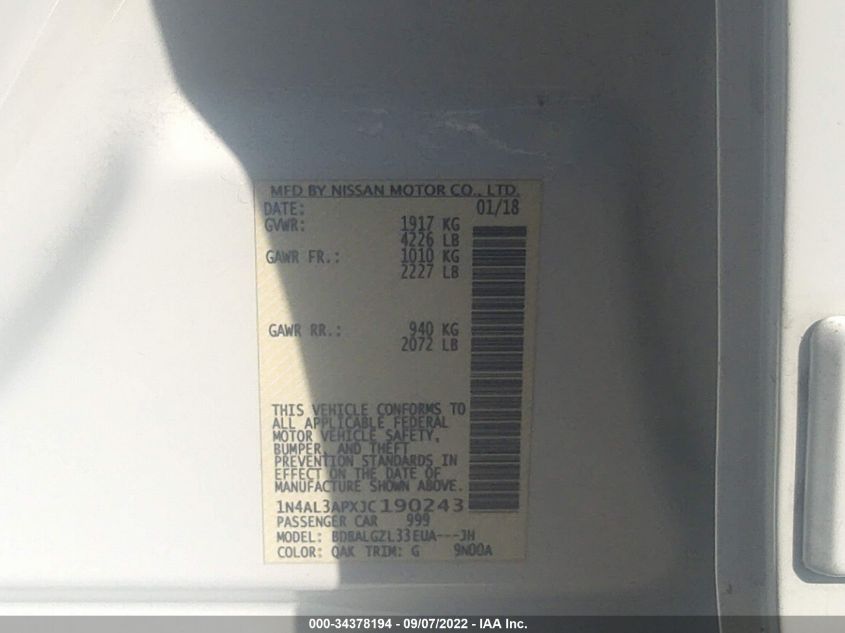 MFD BY NISSAN MOTOR CO., LTD.
DATE: 01/18
GVWR: 1917 KG
4226 LB
GAWR FR.: 1010 KG
2227 LB
GAWR RR.: 940 KG
2072 LB
THIS VEHICLE CONFORMS TO
ALL APPLICABLE FEDERAL
MOTOR VEHICLE SAFETY,
BUMPER, AND THEFT
PREVENTION STANDARDS IN
EFFECT ON THE DATE OF
MANUFACTURE SHOWN ABOVE.
1N4AL3APXJC190243
PASSENGER CAR 999
MODEL: BDBALGZL33EUA---JH
COLOR: QAK TRIM: G 9N00A
000-34378194 - 09/07/2022 - IAA Inc.